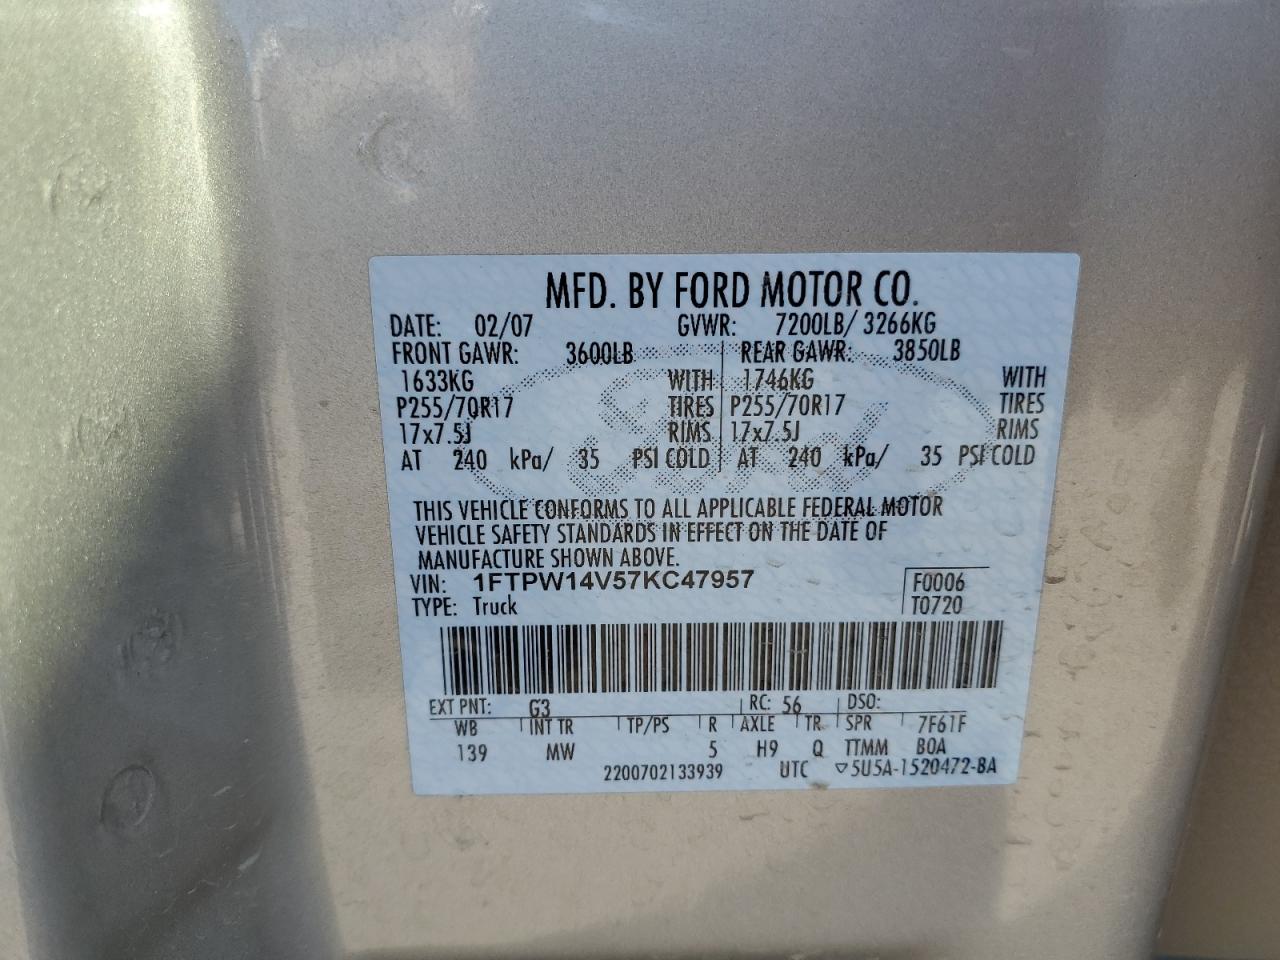 MFD. BY FORD MOTOR CO.
DATE: 02/07 GVWR: 7200LB/ 3266KG
FRONT GAWR: 3600LB REAR GAWR: 3850LB
1633KG WITH 1746KG WITH
P255/70R17 TIRES P255/70R17 TIRES
17x7.5J RIMS 17x7.5J RIMS
AT 240 kPa/ 35 PSI COLD AT 240 kPa/ 35 PSI COLD
THIS VEHICLE CONFORMS TO ALL APPLICABLE FEDERAL MOTOR
VEHICLE SAFETY STANDARDS IN EFFECT ON THE DATE OF
MANUFACTURE SHOWN ABOVE.
VIN: 1FTPW14V57KC47957 F0006
TYPE: Truck T0720
EXT PNT: G3 RC: 56 DSO:
WB INT TR TP/PS R AXLE TR SPR 7F61F
139 MW 5 H9 Q TTMM BOA
2200702133939 UTC ▽5U5A-1520472-BA